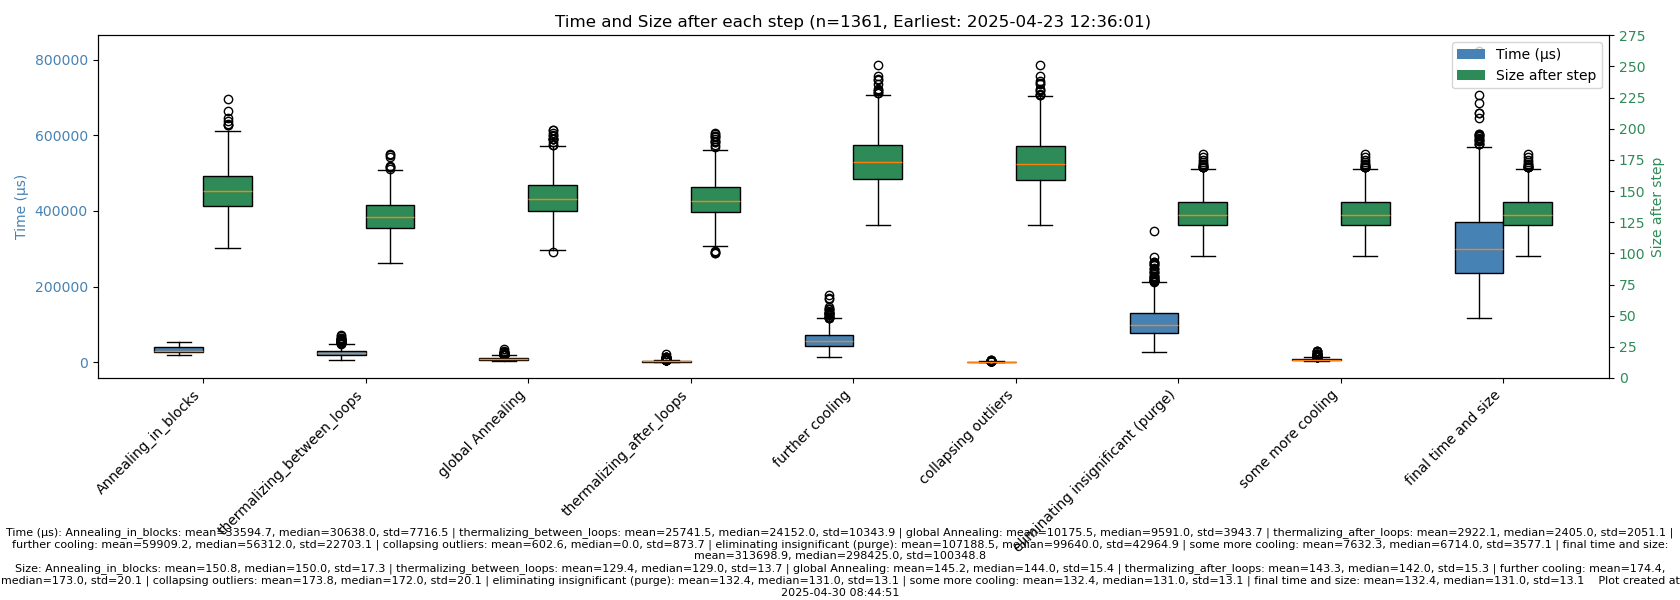 Time and Size after each step (n=1361, Earliest: 2025-04-23 12:36:01)
Time (μs)
Size after step
800000
600000
400000
200000
0
Time (μs)
275
250
225
200
175
150
125
100
75
50
25
0
Size after step
Annealing_in_blocks
thermalizing_between_loops
global Annealing
thermalizing_after_loops
further cooling
collapsing outliers
eliminating insignificant (purge)
some more cooling
final time and size
Time (μs): Annealing_in_blocks: mean=33594.7, median=30638.0, std=7716.5 | thermalizing_between_loops: mean=25741.5, median=24152.0, std=10343.9 | global Annealing: mean=10175.5, median=9591.0, std=3943.7 | thermalizing_after_loops: mean=2922.1, median=2405.0, std=2051.1 |
further cooling: mean=59909.2, median=56312.0, std=22703.1 | collapsing outliers: mean=602.6, median=0.0, std=873.7 | eliminating insignificant (purge): mean=107188.5, median=99640.0, std=42964.9 | some more cooling: mean=7632.3, median=6714.0, std=3577.1 | final time and size:
mean=313698.9, median=298425.0, std=100348.8
Size: Annealing_in_blocks: mean=150.8, median=150.0, std=17.3 | thermalizing_between_loops: mean=129.4, median=129.0, std=13.7 | global Annealing: mean=145.2, median=144.0, std=15.4 | thermalizing_after_loops: mean=143.3, median=142.0, std=15.3 | further cooling: mean=174.4,
median=173.0, std=20.1 | collapsing outliers: mean=173.8, median=172.0, std=20.1 | eliminating insignificant (purge): mean=132.4, median=131.0, std=13.1 | some more cooling: mean=132.4, median=131.0, std=13.1 | final time and size: mean=132.4, median=131.0, std=13.1    Plot created at
2025-04-30 08:44:51